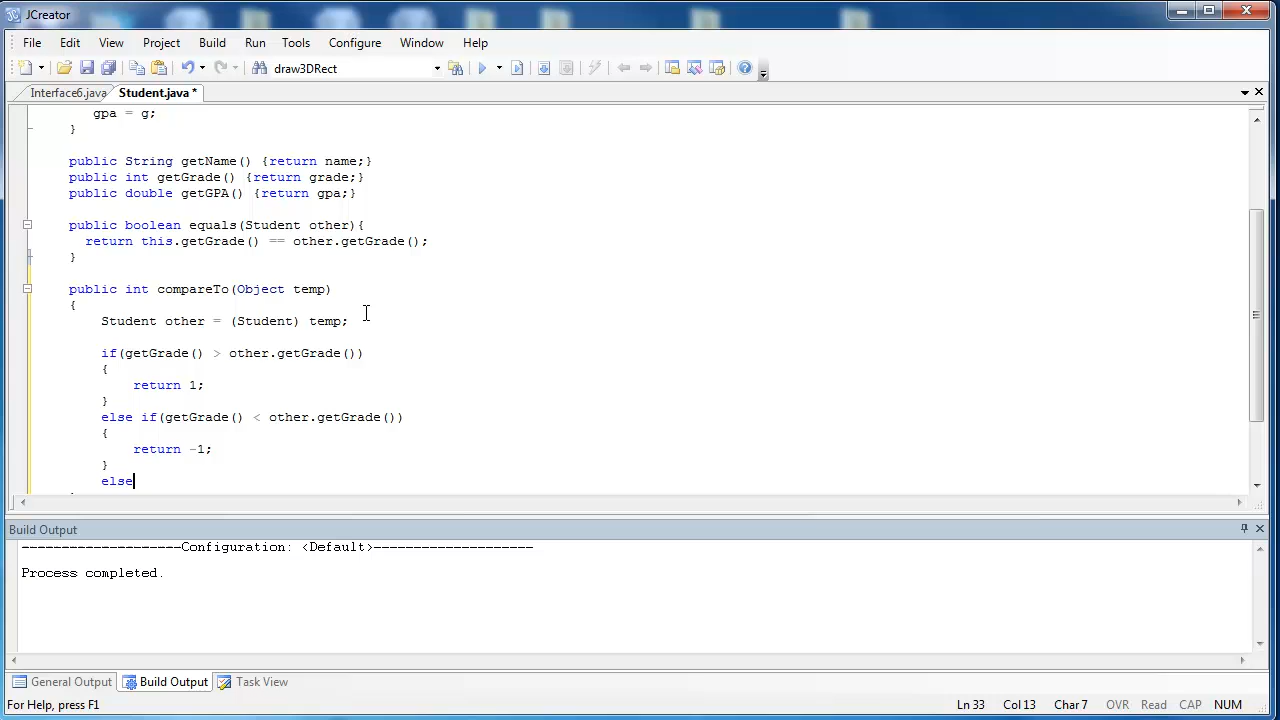 JCreator
File Edit View Project Build Run Tools Configure Window Help
draw3DRect
Interface6.java Student.java *
gpa = g;
}
public String getName() {return name;}
public int getGrade() {return grade;}
public double getGPA() {return gpa;}
public boolean equals(Student other){
return this.getGrade() == other.getGrade();
}
public int compareTo(Object temp)
{
Student other = (Student) temp;
if(getGrade() > other.getGrade())
{
return 1;
}
else if(getGrade() < other.getGrade())
{
return -1;
}
else
Build Output
--------------------Configuration: <Default>--------------------
Process completed.
General Output Build Output Task View
For Help, press F1 Ln 33 Col 13 Char 7 OVR Read CAP NUM